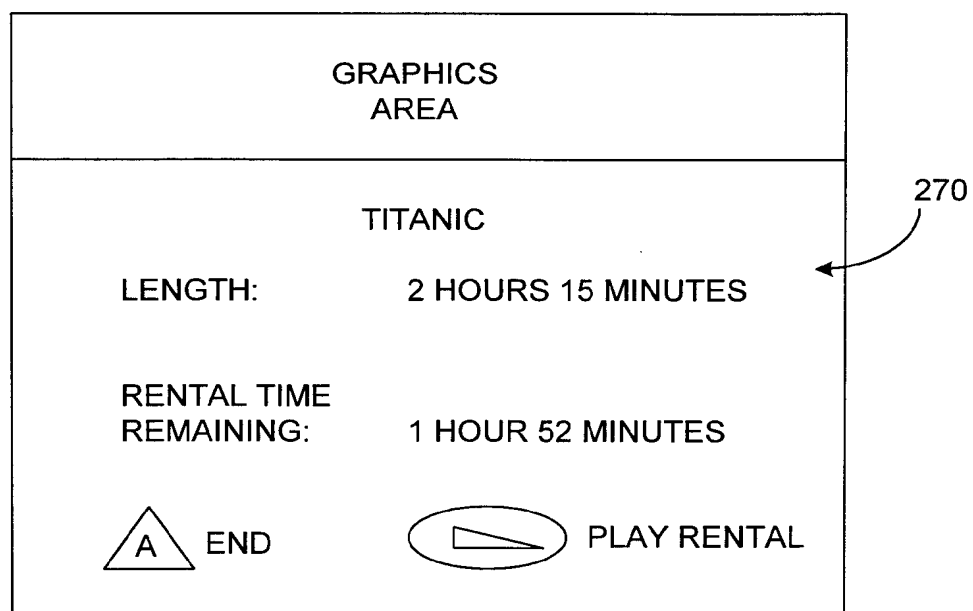 GRAPHICS
AREA
270
TITANIC
LENGTH: 2 HOURS 15 MINUTES
RENTAL TIME
REMAINING: 1 HOUR 52 MINUTES
A END PLAY RENTAL